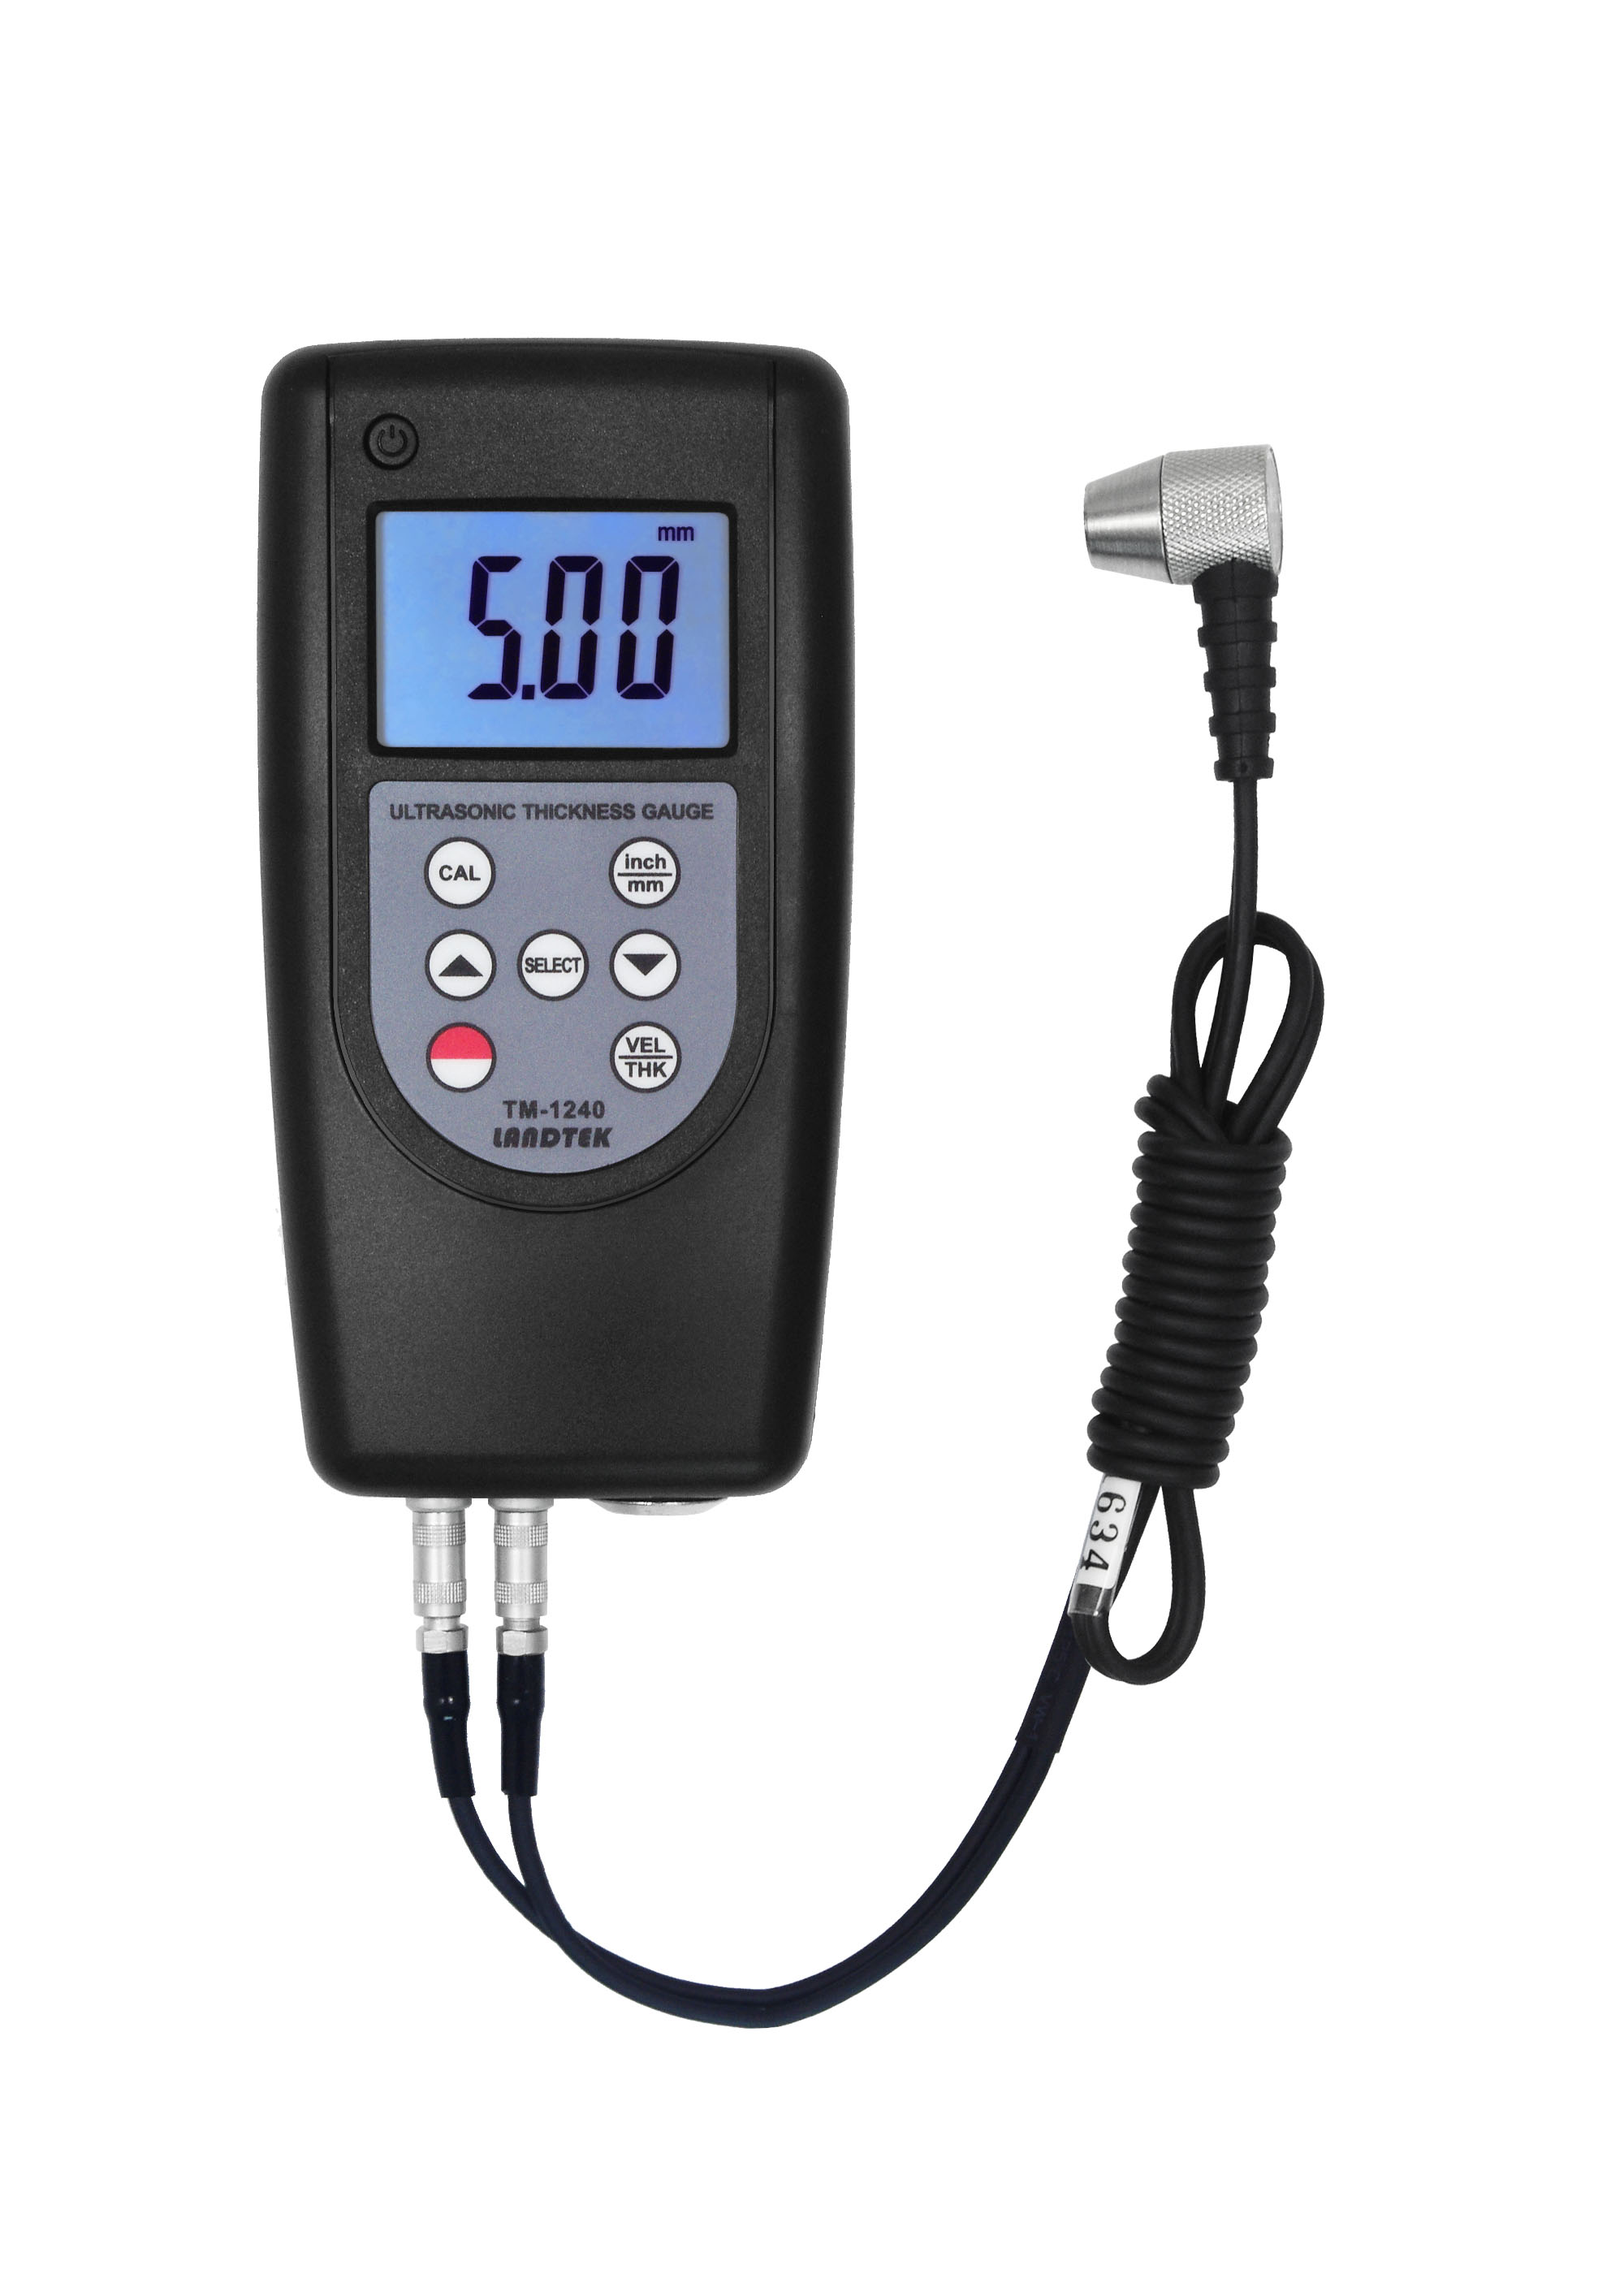 mm
5.00
ULTRASONIC THICKNESS GAUGE
CAL
inch
mm
SELECT
VEL
THK
TM-1240
LANDTEK
634